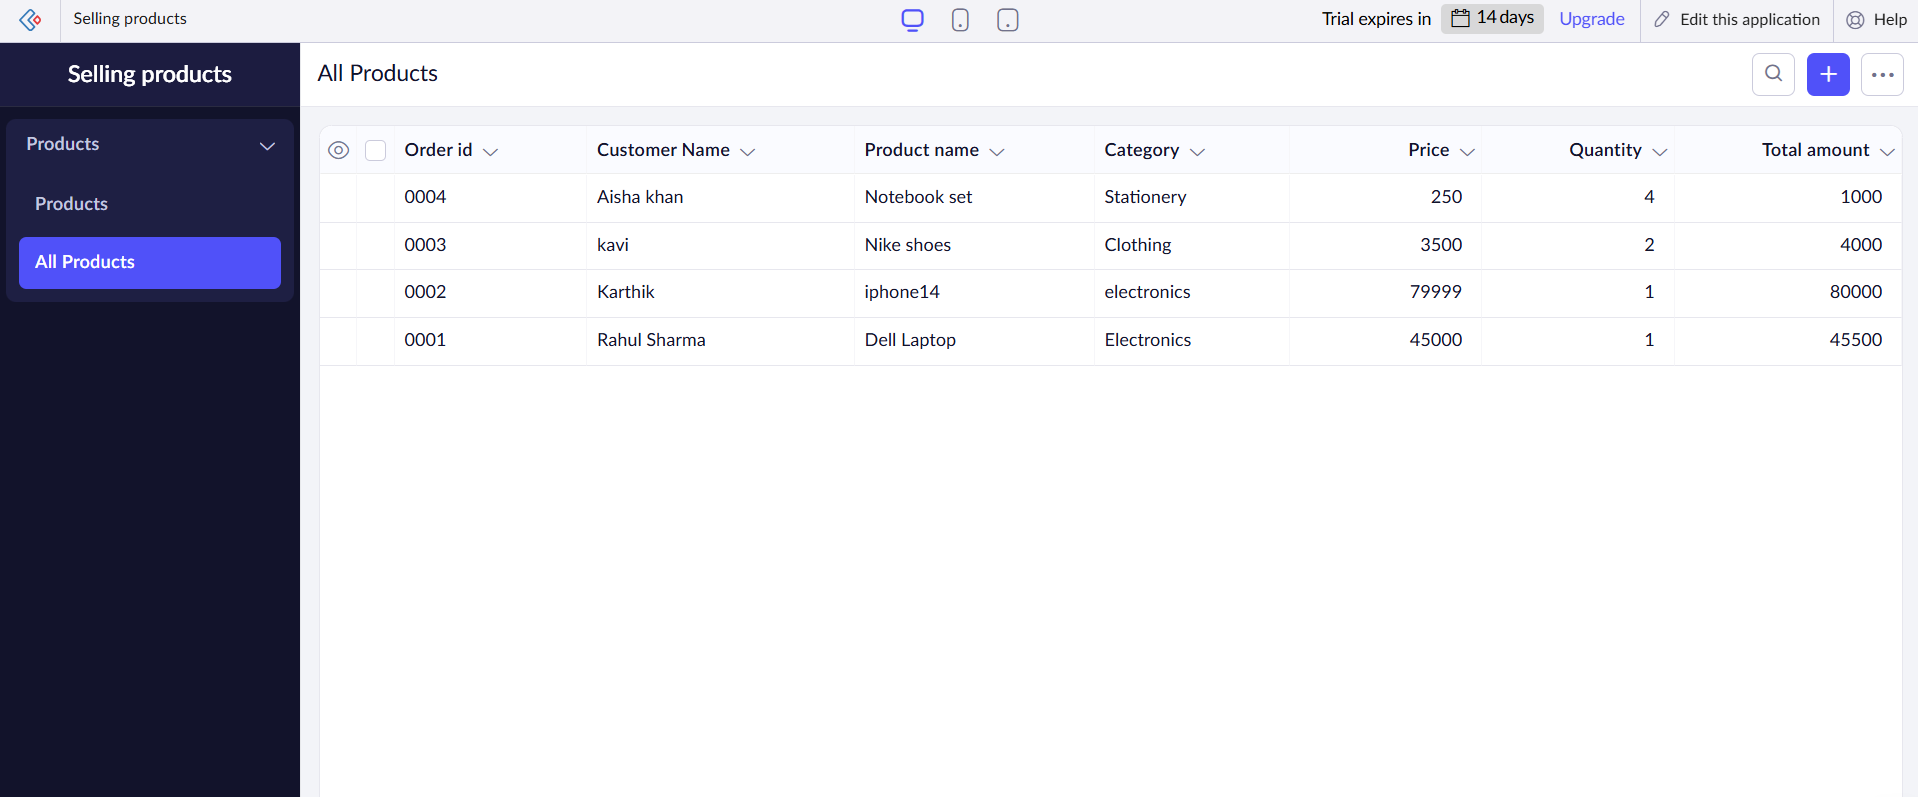 Selling products Trial expires in 14 days Upgrade Edit this application Help
Selling products
All Products
Products
Products
All Products
Order id Customer Name Product name Category Price Quantity Total amount
0004 Aisha khan Notebook set Stationery 250 4 1000
0003 kavi Nike shoes Clothing 3500 2 4000
0002 Karthik iphone14 electronics 79999 1 80000
0001 Rahul Sharma Dell Laptop Electronics 45000 1 45500